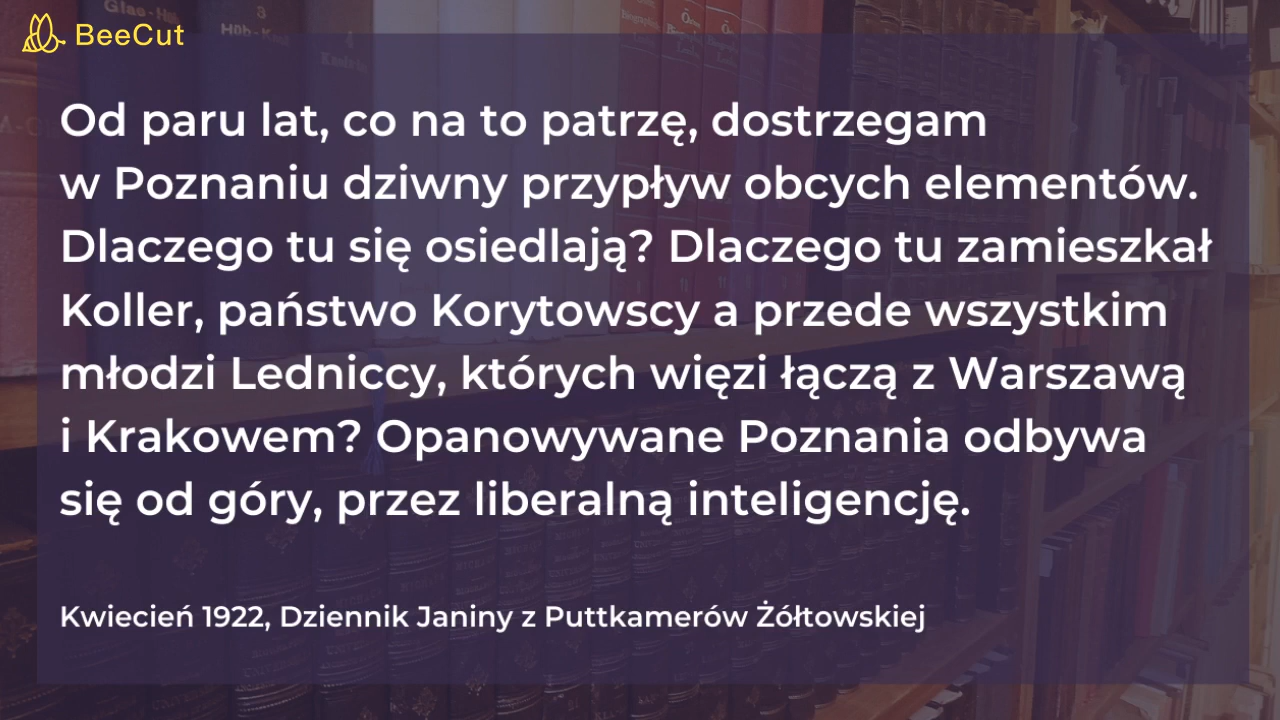 BeeCut
Glae-
Od paru lat, co na to patrzę, dostrzegam
w Poznaniu dziwny przypływ obcych elementów.
Dlaczego tu się osiedlają? Dlaczego tu zamieszkał
Koller, państwo Korytowscy a przede wszystkim
młodzi Ledniccy, których więzi łączą z Warszawą
i Krakowem? Opanowywane Poznania odbywa
się od góry, przez liberalną inteligencję.
Kwiecień 1922, Dziennik Janiny z Puttkamerów Żółtowskiej